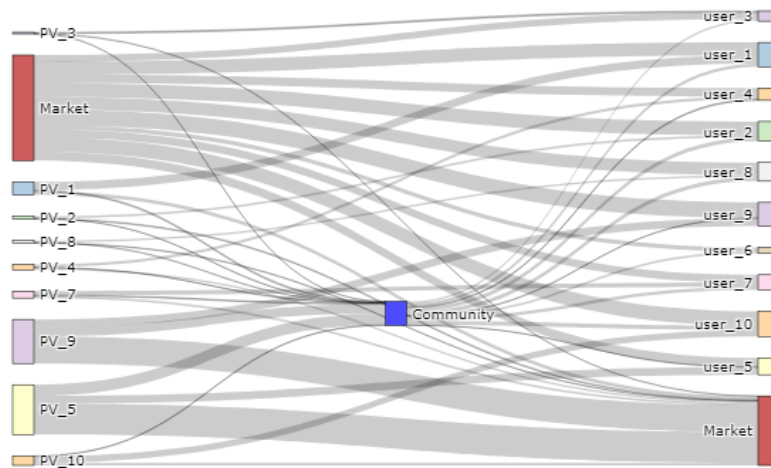 PV_3
Market
PV_1
PV_2
PV_8
PV_4
PV_7
PV_9
PV_5
PV_10
Community
user_3
user_1
user_4
user_2
user_8
user_9
user_6
user_7
user_10
user_5
Market